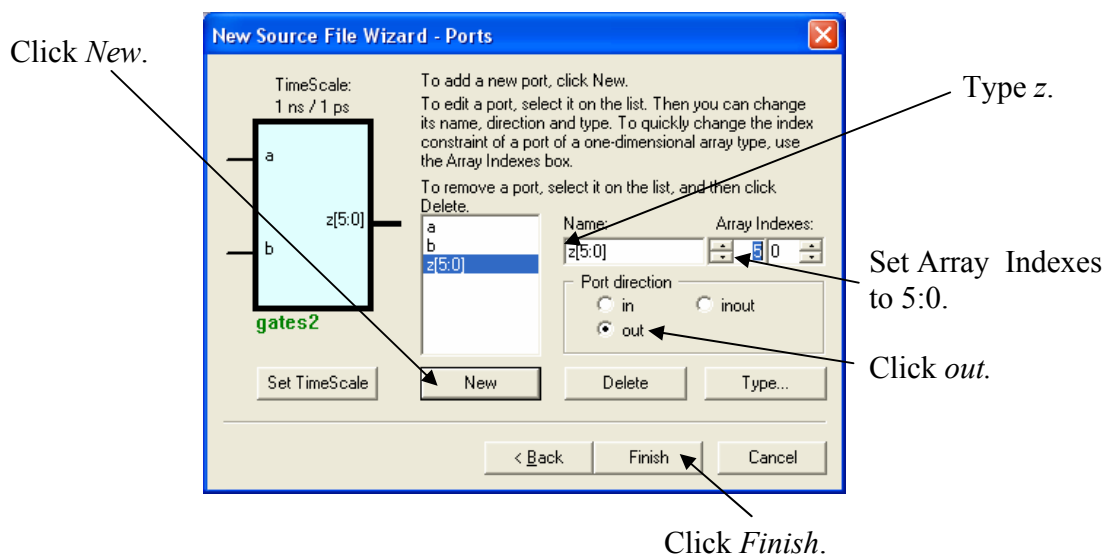 New Source File Wizard - Ports
Click New.
TimeScale:
1 ns / 1 ps
a
b
z[5:0]
gates2
To add a new port, click New.
To edit a port, select it on the list. Then you can change
its name, direction and type. To quickly change the index
constraint of a port of a one-dimensional array type, use
the Array Indexes box.
To remove a port, select it on the list, and then click
Delete.
a
b
z[5:0]
Name:
Array Indexes:
z[5:0]
5
0
Port direction
in
inout
out
Type z.
Set Array Indexes
to 5:0.
Click out.
Set TimeScale
New
Delete
Type...
< Back
Finish
Cancel
Click Finish.